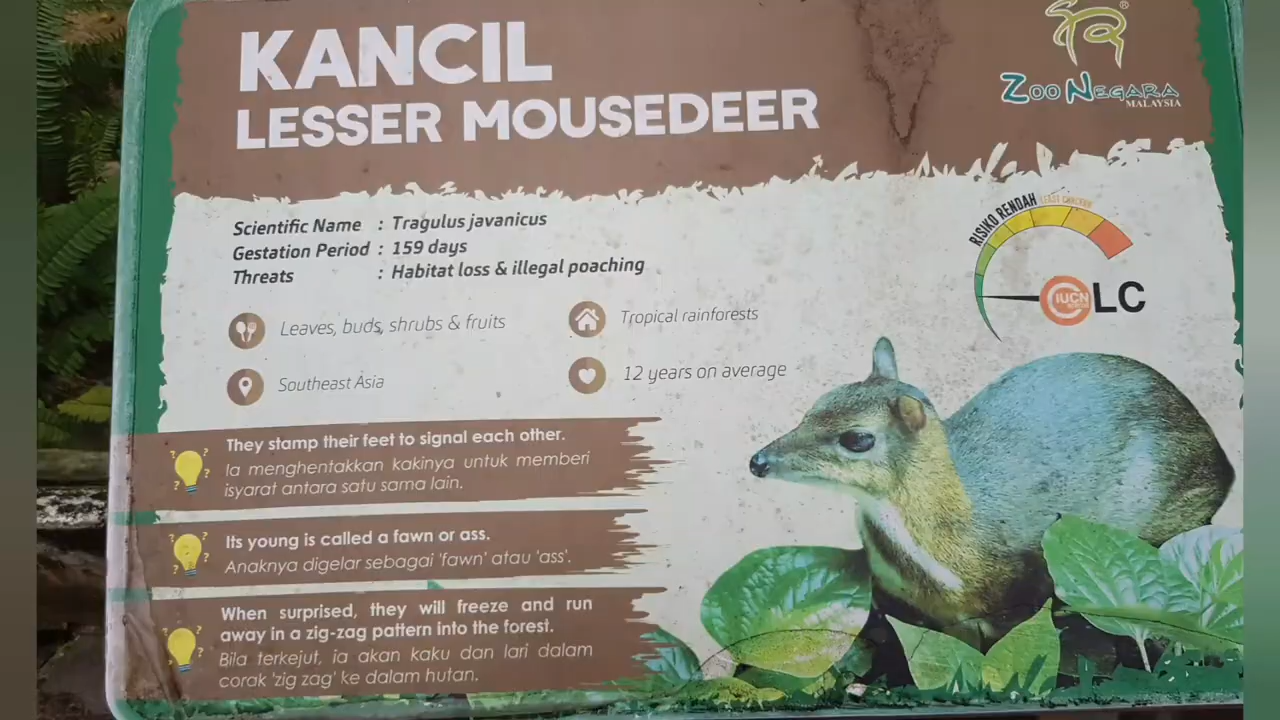 KANCIL
LESSER MOUSEDEER
ZOO NEGARA
MALAYSIA
Scientific Name : Tragulus javanicus
Gestation Period : 159 days
Threats : Habitat loss & illegal poaching
RISIKO RENDAH LEAST CONCERN
IUCN
LC
Leaves, buds, shrubs & fruits
Tropical rainforests
Southeast Asia
12 years on average
They stamp their feet to signal each other.
Ia menghentakkan kakinya untuk memberi
isyarat antara satu sama lain.
Its young is called a fawn or ass.
Anaknya digelar sebagai 'fawn' atau 'ass'.
When surprised, they will freeze and run
away in a zig-zag pattern into the forest.
Bila terkejut, ia akan kaku dan lari dalam
corak 'zig zag' ke dalam hutan.